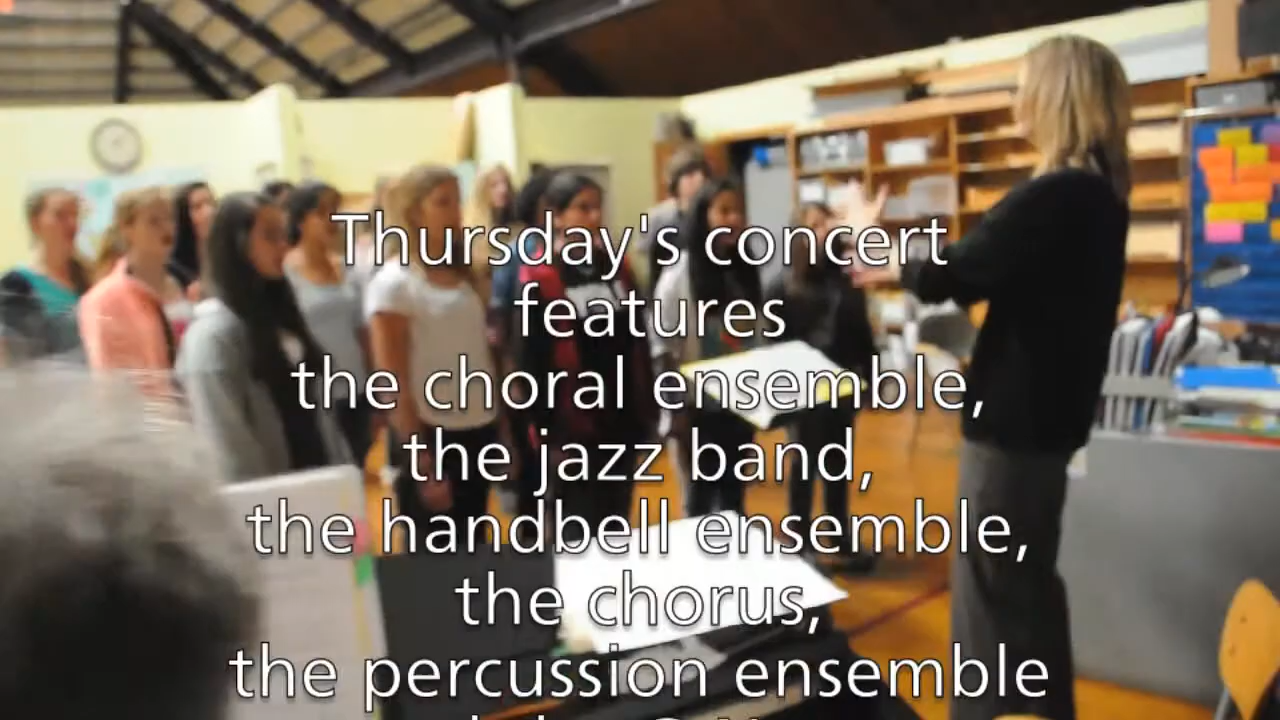 Thursday's concert
features
the choral ensemble,
the jazz band,
the handbell ensemble,
the chorus,
the percussion ensemble